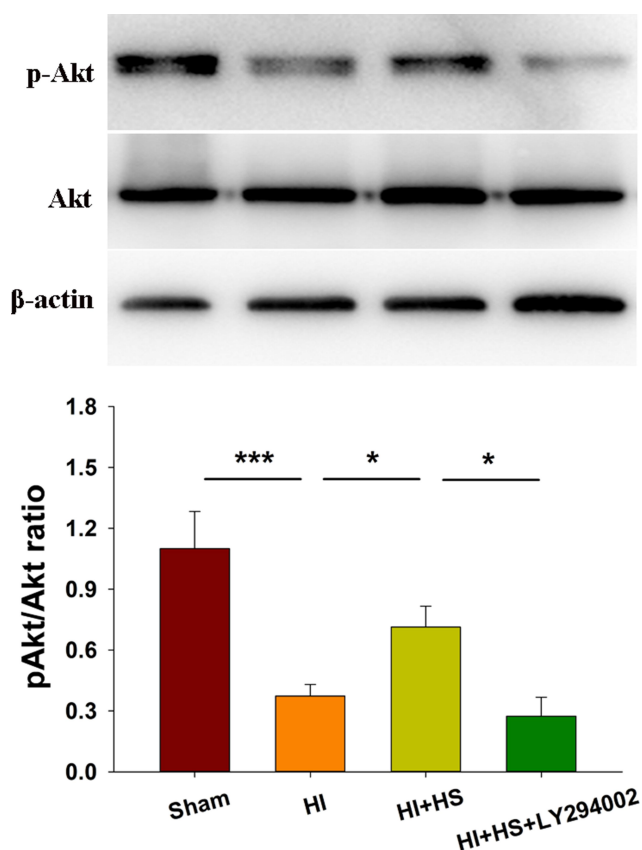 p-Akt
Akt
β-actin
1.8
1.5
1.2
0.9
0.6
0.3
0.0
pAkt/Akt ratio
*** * *
Sham HI HI+HS HI+HS+LY294002